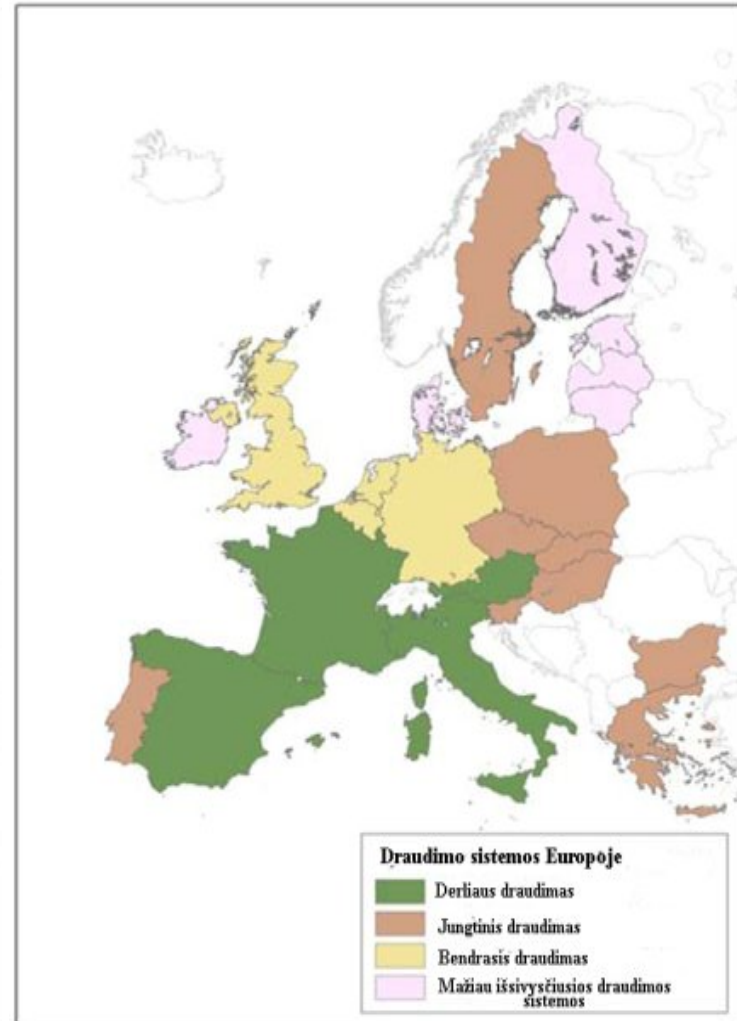 Draudimo sistemos Europoje
Derliaus draudimas
Jungtinis draudimas
Bendrasis draudimas
Mažiau išsivysčiusios draudimos
sistemos